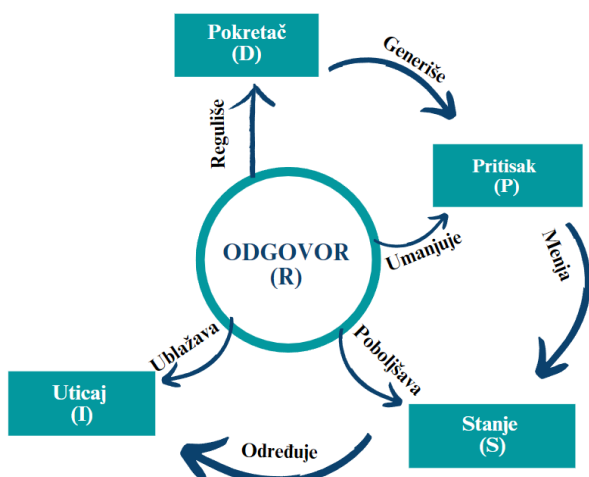 Pokretač
(D)
Generiše
Reguliše
Pritisak
(P)
ODGOVOR
(R)
Umanjuje
Menja
Ublažava
Poboljšava
Uticaj
(I)
Stanje
(S)
Određuje